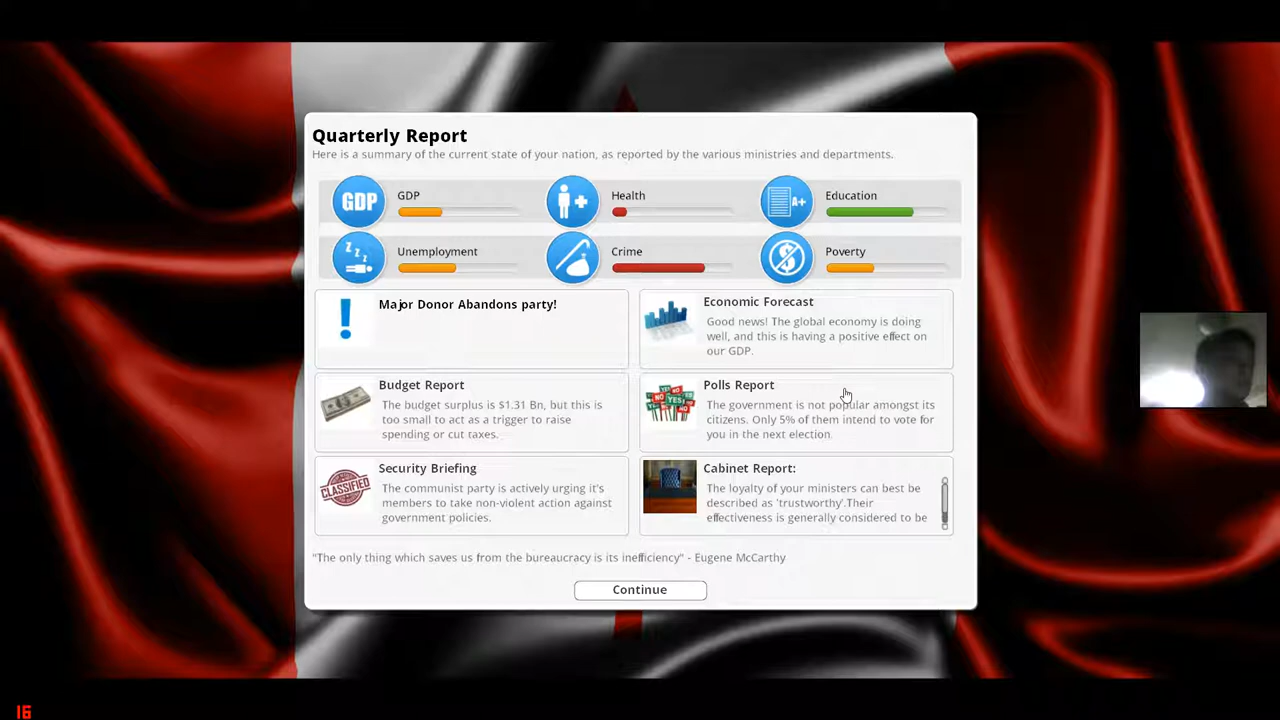 Quarterly Report
Here is a summary of the current state of your nation, as reported by the various ministries and departments.
GDP
GDP
Health
A+
Education
Z Z Z
Unemployment
Crime
$
Poverty
!
Major Donor Abandons party!
Economic Forecast
Good news! The global economy is doing
well, and this is having a positive effect on
our GDP.
Budget Report
The budget surplus is $1.31 Bn, but this is
too small to act as a trigger to raise
spending or cut taxes.
YES
NO
NO
YES
NO
Polls Report
The government is not popular amongst its
citizens. Only 5% of them intend to vote for
you in the next election.
CLASSIFIED
Security Briefing
The communist party is actively urging it's
members to take non-violent action against
government policies.
Cabinet Report:
The loyalty of your ministers can best be
described as 'trustworthy'.Their
effectiveness is generally considered to be
"The only thing which saves us from the bureaucracy is its inefficiency" - Eugene McCarthy
Continue
16